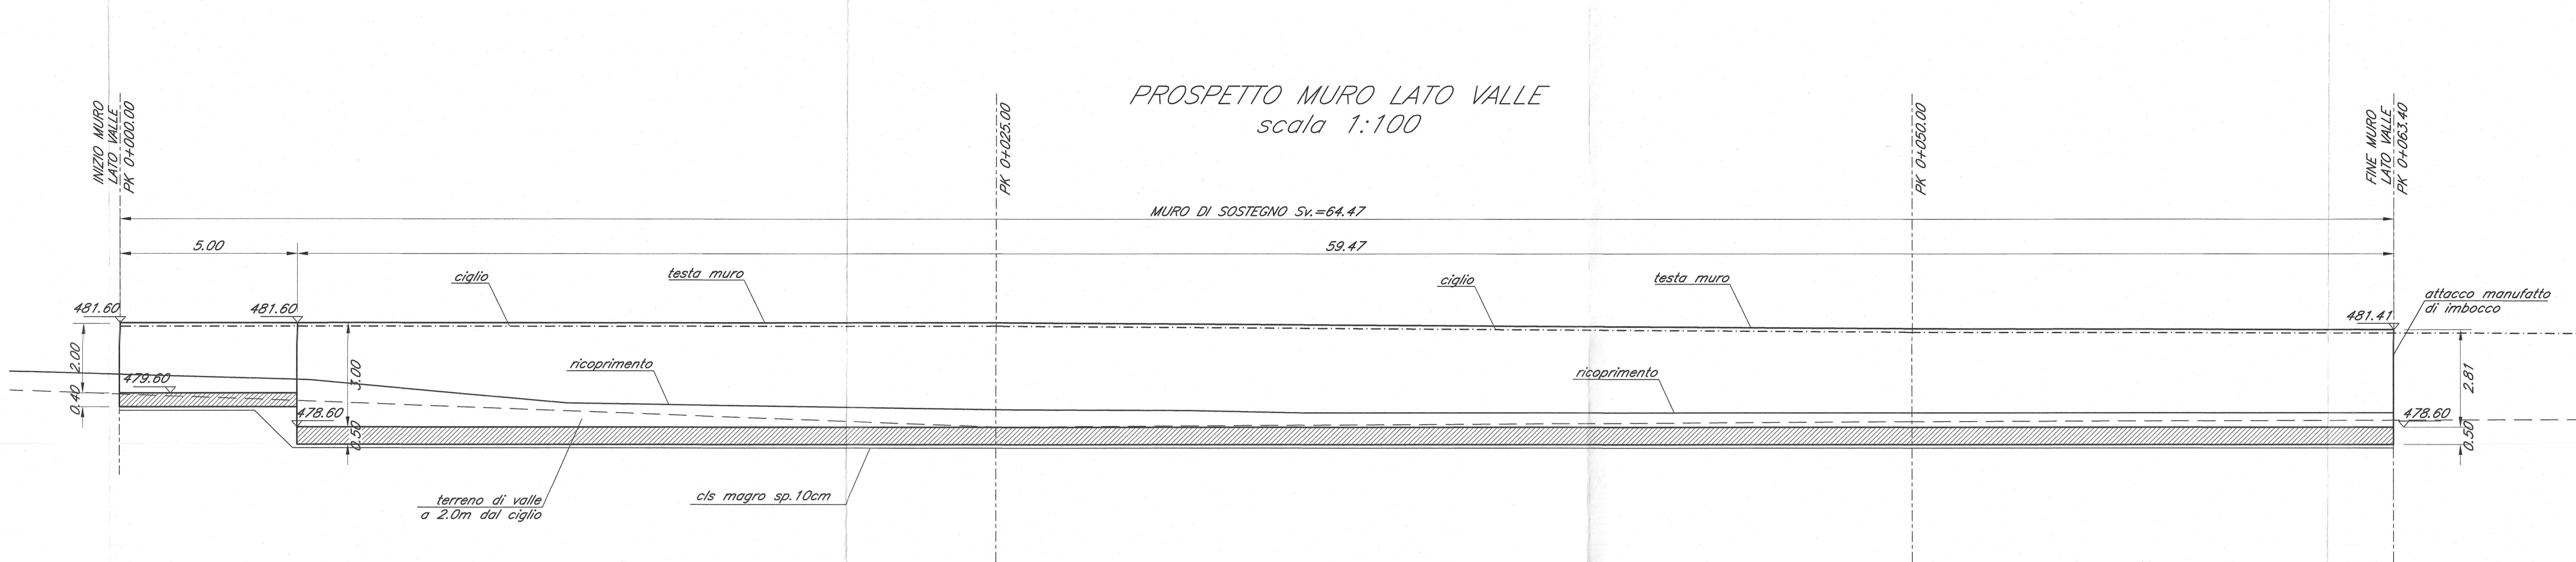 PROSPETTO MURO LATO VALLE
scala 1:100
INIZIO MURO
LATO VALLE
PK 0+000.00
PK 0+025.00
PK 0+050.00
FINE MURO
LATO VALLE
PK 0+063.40
MURO DI SOSTEGNO Sv.=64.47
5.00
59.47
ciglio
testa muro
ciglio
testa muro
attacco manufatto
di imbocco
481.60
481.60
481.41
2.00
0.40
479.60
3.00
ricoprimento
ricoprimento
2.81
478.60
478.60
0.50
0.50
terreno di valle
a 2.0m dal ciglio
cls magro sp.10cm